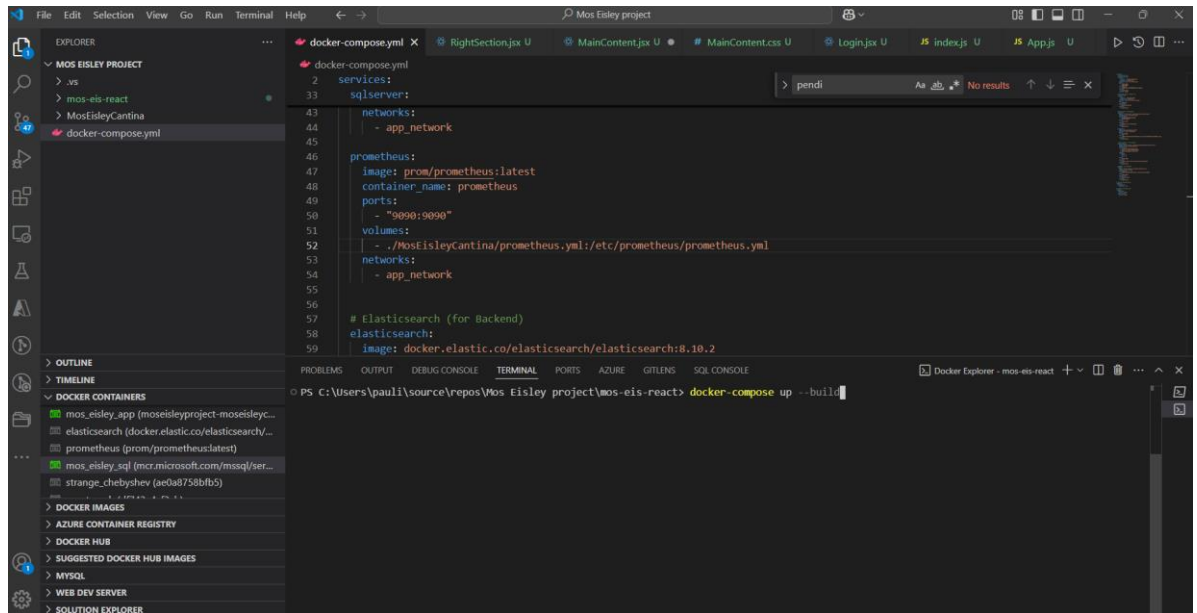 File Edit Selection View Go Run Terminal Help
Mos Eisley project
EXPLORER
MOS EISLEY PROJECT
.vs
mos-eis-react
MosEisleyCantina
docker-compose.yml
47
OUTLINE
TIMELINE
DOCKER CONTAINERS
mos_eisley_app (moseisleyproject-moseisleyc...
elasticsearch (docker.elastic.co/elasticsearch/...
prometheus (prom/prometheus:latest)
mos_eisley_sql (mcr.microsoft.com/mssql/ser...
strange_chebyshev (ae0a8758bfb5)
DOCKER IMAGES
AZURE CONTAINER REGISTRY
DOCKER HUB
SUGGESTED DOCKER HUB IMAGES
MYSQL
WEB DEV SERVER
SOLUTION EXPLORER
docker-compose.yml RightSection.jsx U MainContent.jsx U MainContent.css U Login.jsx U JS index.js U JS App.js U
docker-compose.yml
pendi Aa ab No results
2 services:
33 sqlserver:
43 networks:
44 - app_network
45
46 prometheus:
47 image: prom/prometheus:latest
48 container_name: prometheus
49 ports:
50 - "9090:9090"
51 volumes:
52 - ./MosEisleyCantina/prometheus.yml:/etc/prometheus/prometheus.yml
53 networks:
54 - app_network
55
56
57 # Elasticsearch (for Backend)
58 elasticsearch:
59 image: docker.elastic.co/elasticsearch/elasticsearch:8.10.2
PROBLEMS OUTPUT DEBUG CONSOLE TERMINAL PORTS AZURE GITLENS SQL CONSOLE
Docker Explorer - mos-eis-react
PS C:\Users\pauli\source\repos\Mos Eisley project\mos-eis-react> docker-compose up --build